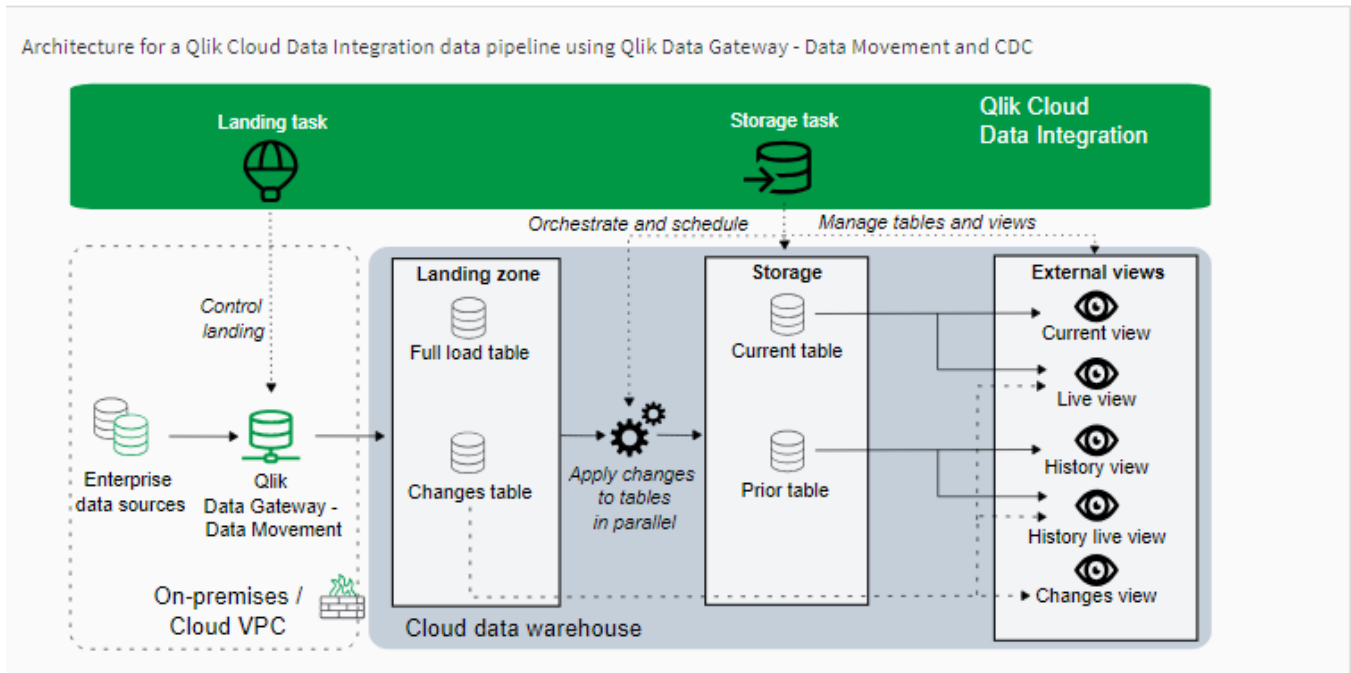 Architecture for a Qlik Cloud Data Integration data pipeline using Qlik Data Gateway - Data Movement and CDC
Landing task
Storage task
Qlik Cloud
Data Integration
Orchestrate and schedule
Manage tables and views
Control
landing
Enterprise
data sources
Qlik
Data Gateway -
Data Movement
On-premises /
Cloud VPC
Landing zone
Full load table
Changes table
Apply changes
to tables
in parallel
Storage
Current table
Prior table
External views
Current view
Live view
History view
History live view
Changes view
Cloud data warehouse